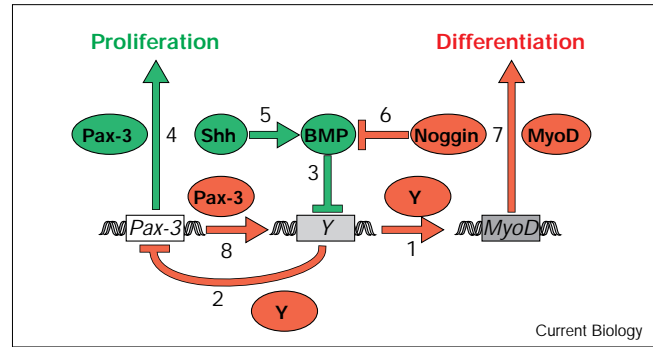 Proliferation
Differentiation
Pax-3
4
Shh
5
BMP
6
Noggin
7
MyoD
3
Pax-3
Y
Pax-3
8
Y
1
MyoD
2
Y
Current Biology